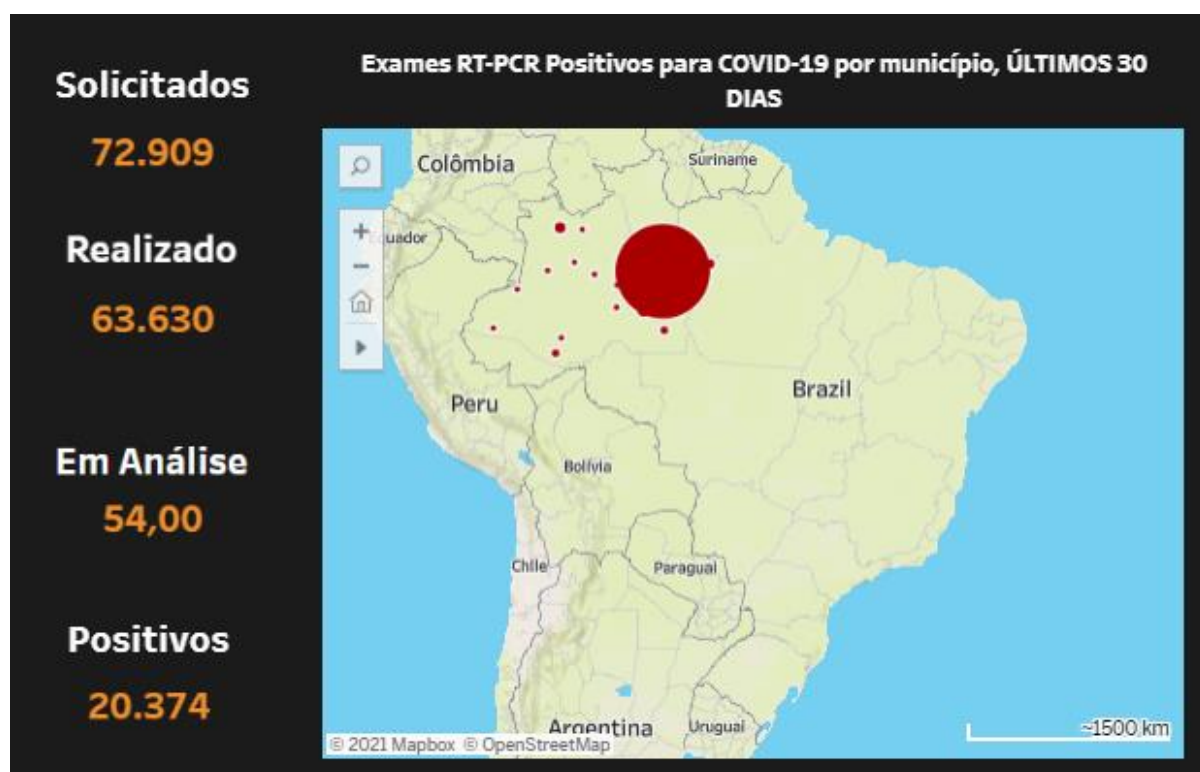 Solicitados
72.909
Realizado
63.630
Em Análise
54,00
Positivos
20.374
Exames RT-PCR Positivos para COVID-19 por município, ÚLTIMOS 30
DIAS
Colômbia
Suriname
uador
Peru
Brazil
Bolívia
Chile
Paraguai
Argentina
Uruguai
~1500 km
© 2021 Mapbox © OpenStreetMap